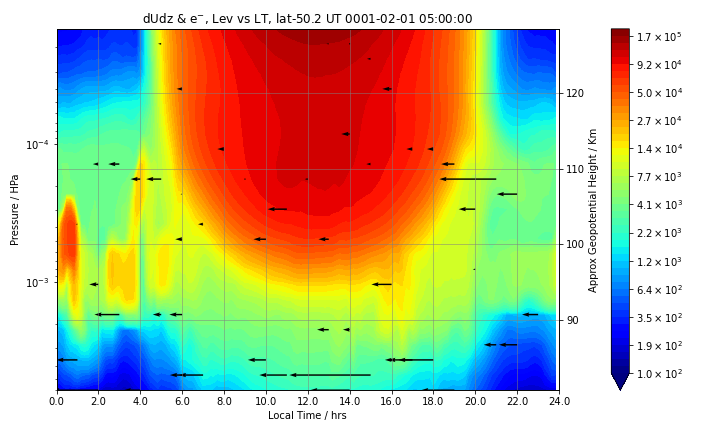 dUdz & e⁻, Lev vs LT, lat-50.2 UT 0001-02-01 05:00:00
Pressure / HPa
10⁻⁴
10⁻³
0.0 2.0 4.0 6.0 8.0 10.0 12.0 14.0 16.0 18.0 20.0 22.0 24.0
Local Time / hrs
120
110
100
90
Approx Geopotential Height / Km
1.7 × 10⁵
9.2 × 10⁴
5.0 × 10⁴
2.7 × 10⁴
1.4 × 10⁴
7.7 × 10³
4.1 × 10³
2.2 × 10³
1.2 × 10³
6.4 × 10²
3.5 × 10²
1.9 × 10²
1.0 × 10²